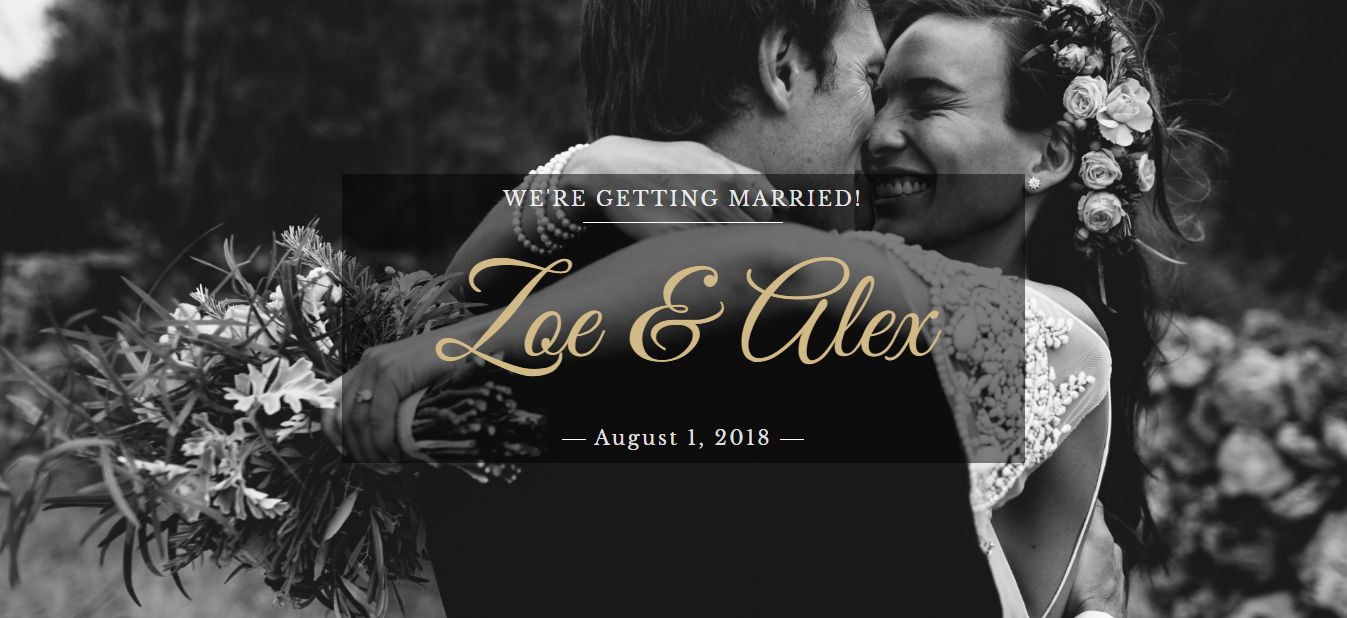 WE'RE GETTING MARRIED!
Zoe & Alex
— August 1, 2018 —